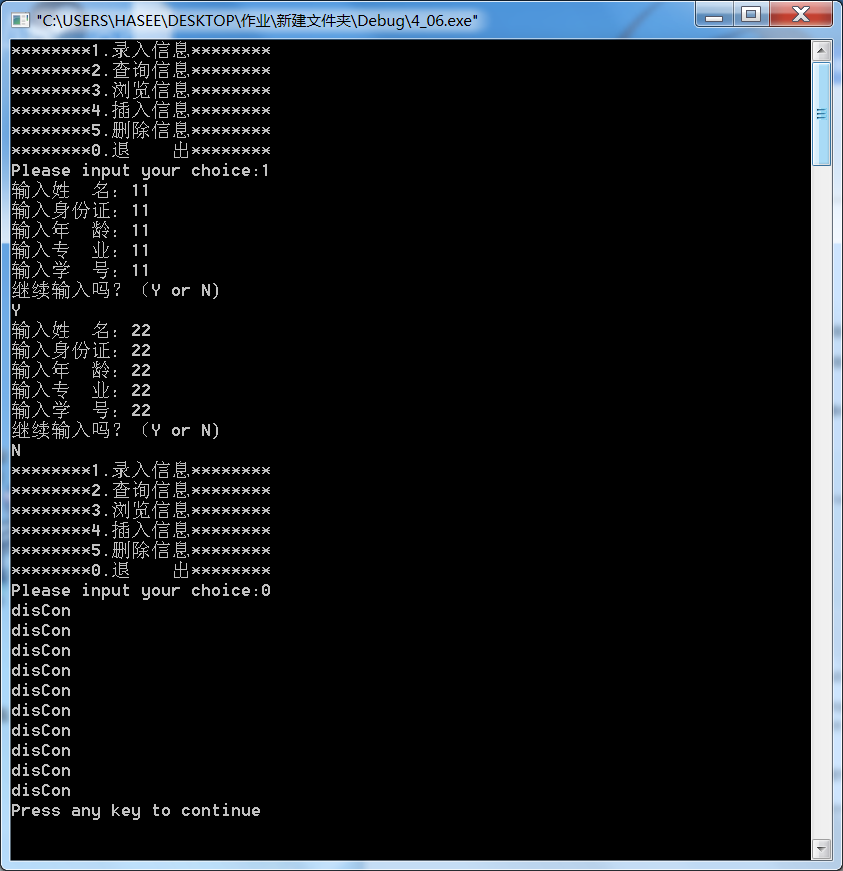 "C:\USERS\HASEE\DESKTOP\作业\新建文件夹\Debug\4_06.exe"
********1.录入信息********
********2.查询信息********
********3.浏览信息********
********4.插入信息********
********5.删除信息********
********0.退    出********
Please input your choice:1
输入姓  名：11
输入身份证：11
输入年  龄：11
输入专  业：11
输入学  号：11
继续输入吗？（Y or N)
Y
输入姓  名：22
输入身份证：22
输入年  龄：22
输入专  业：22
输入学  号：22
继续输入吗？（Y or N)
N
********1.录入信息********
********2.查询信息********
********3.浏览信息********
********4.插入信息********
********5.删除信息********
********0.退    出********
Please input your choice:0
disCon
disCon
disCon
disCon
disCon
disCon
disCon
disCon
disCon
disCon
Press any key to continue